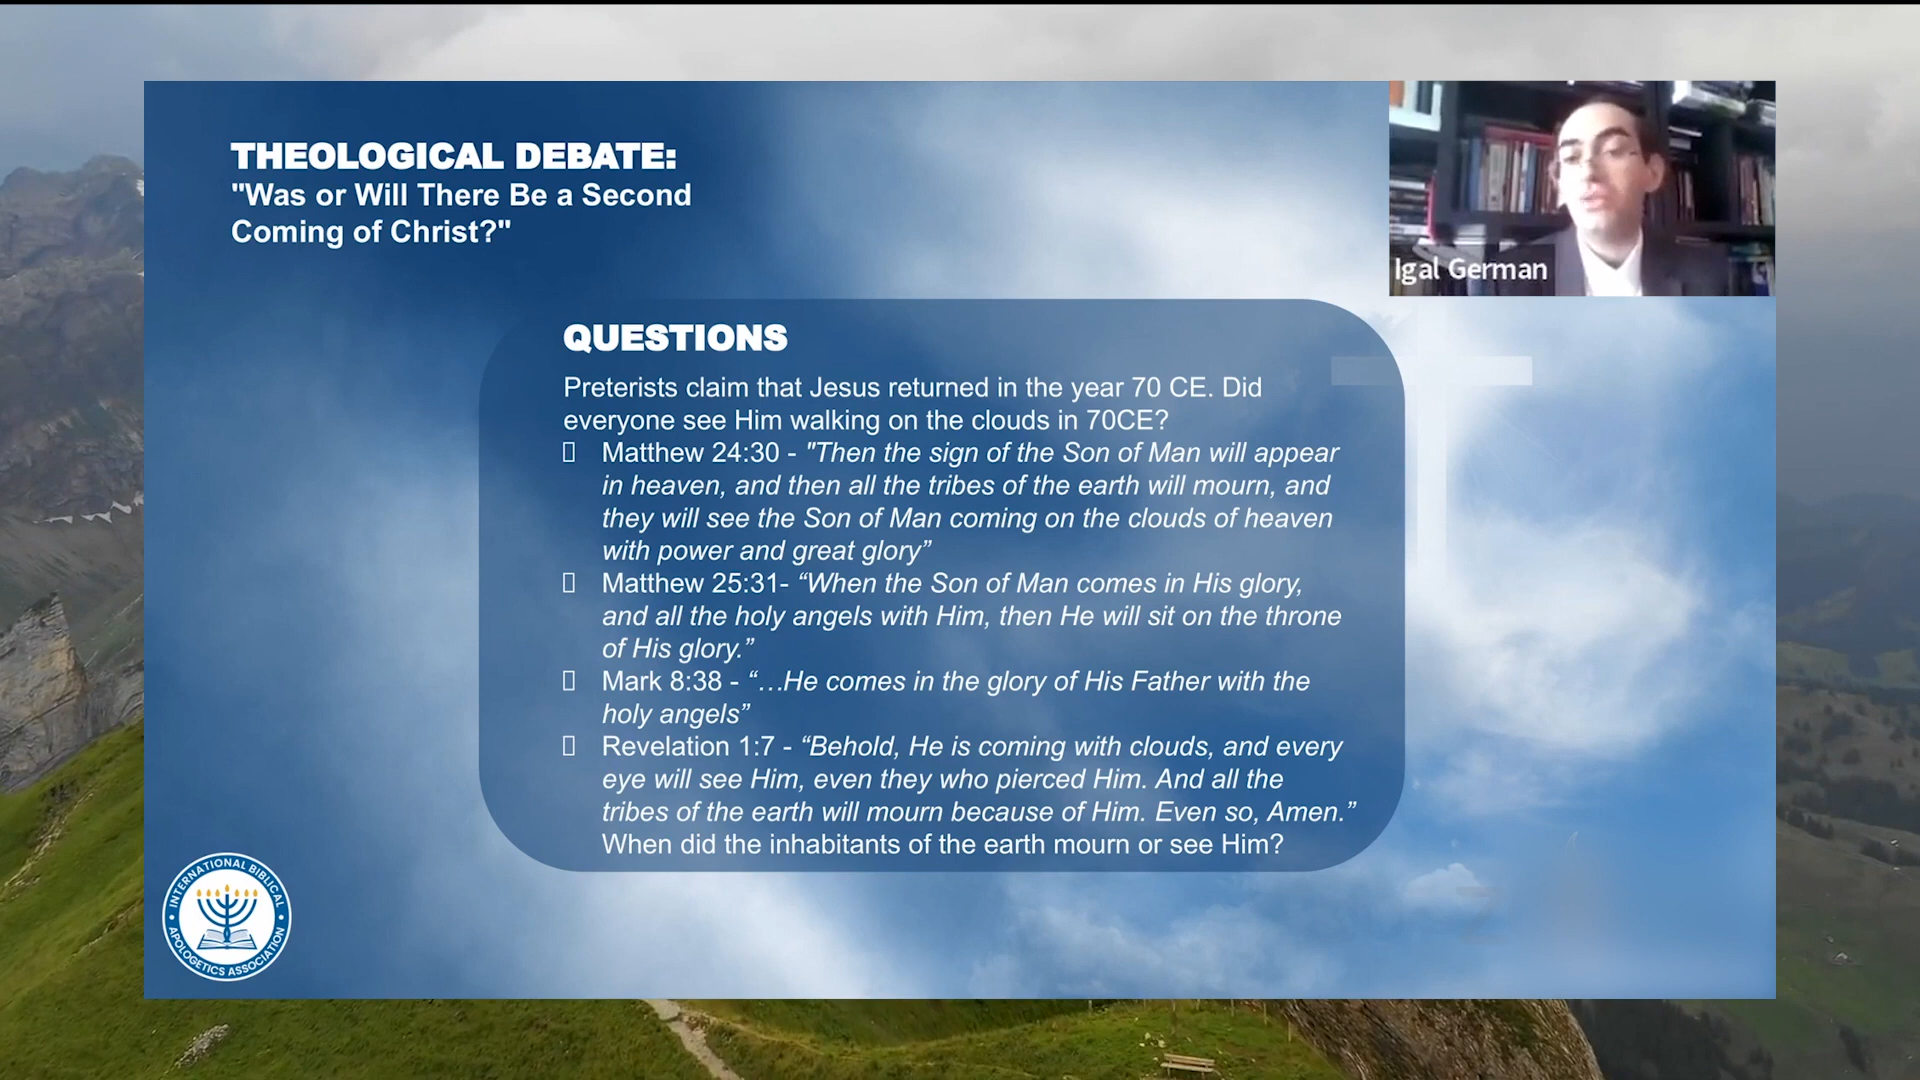 THEOLOGICAL DEBATE:
"Was or Will There Be a Second
Coming of Christ?"
Igal German
QUESTIONS
Preterists claim that Jesus returned in the year 70 CE. Did
everyone see Him walking on the clouds in 70CE?
Matthew 24:30 - "Then the sign of the Son of Man will appear
in heaven, and then all the tribes of the earth will mourn, and
they will see the Son of Man coming on the clouds of heaven
with power and great glory”
Matthew 25:31- “When the Son of Man comes in His glory,
and all the holy angels with Him, then He will sit on the throne
of His glory.”
Mark 8:38 - “…He comes in the glory of His Father with the
holy angels”
Revelation 1:7 - “Behold, He is coming with clouds, and every
eye will see Him, even they who pierced Him. And all the
tribes of the earth will mourn because of Him. Even so, Amen.”
When did the inhabitants of the earth mourn or see Him?
INTERNATIONAL BIBLICAL
APOLOGETICS ASSOCIATION